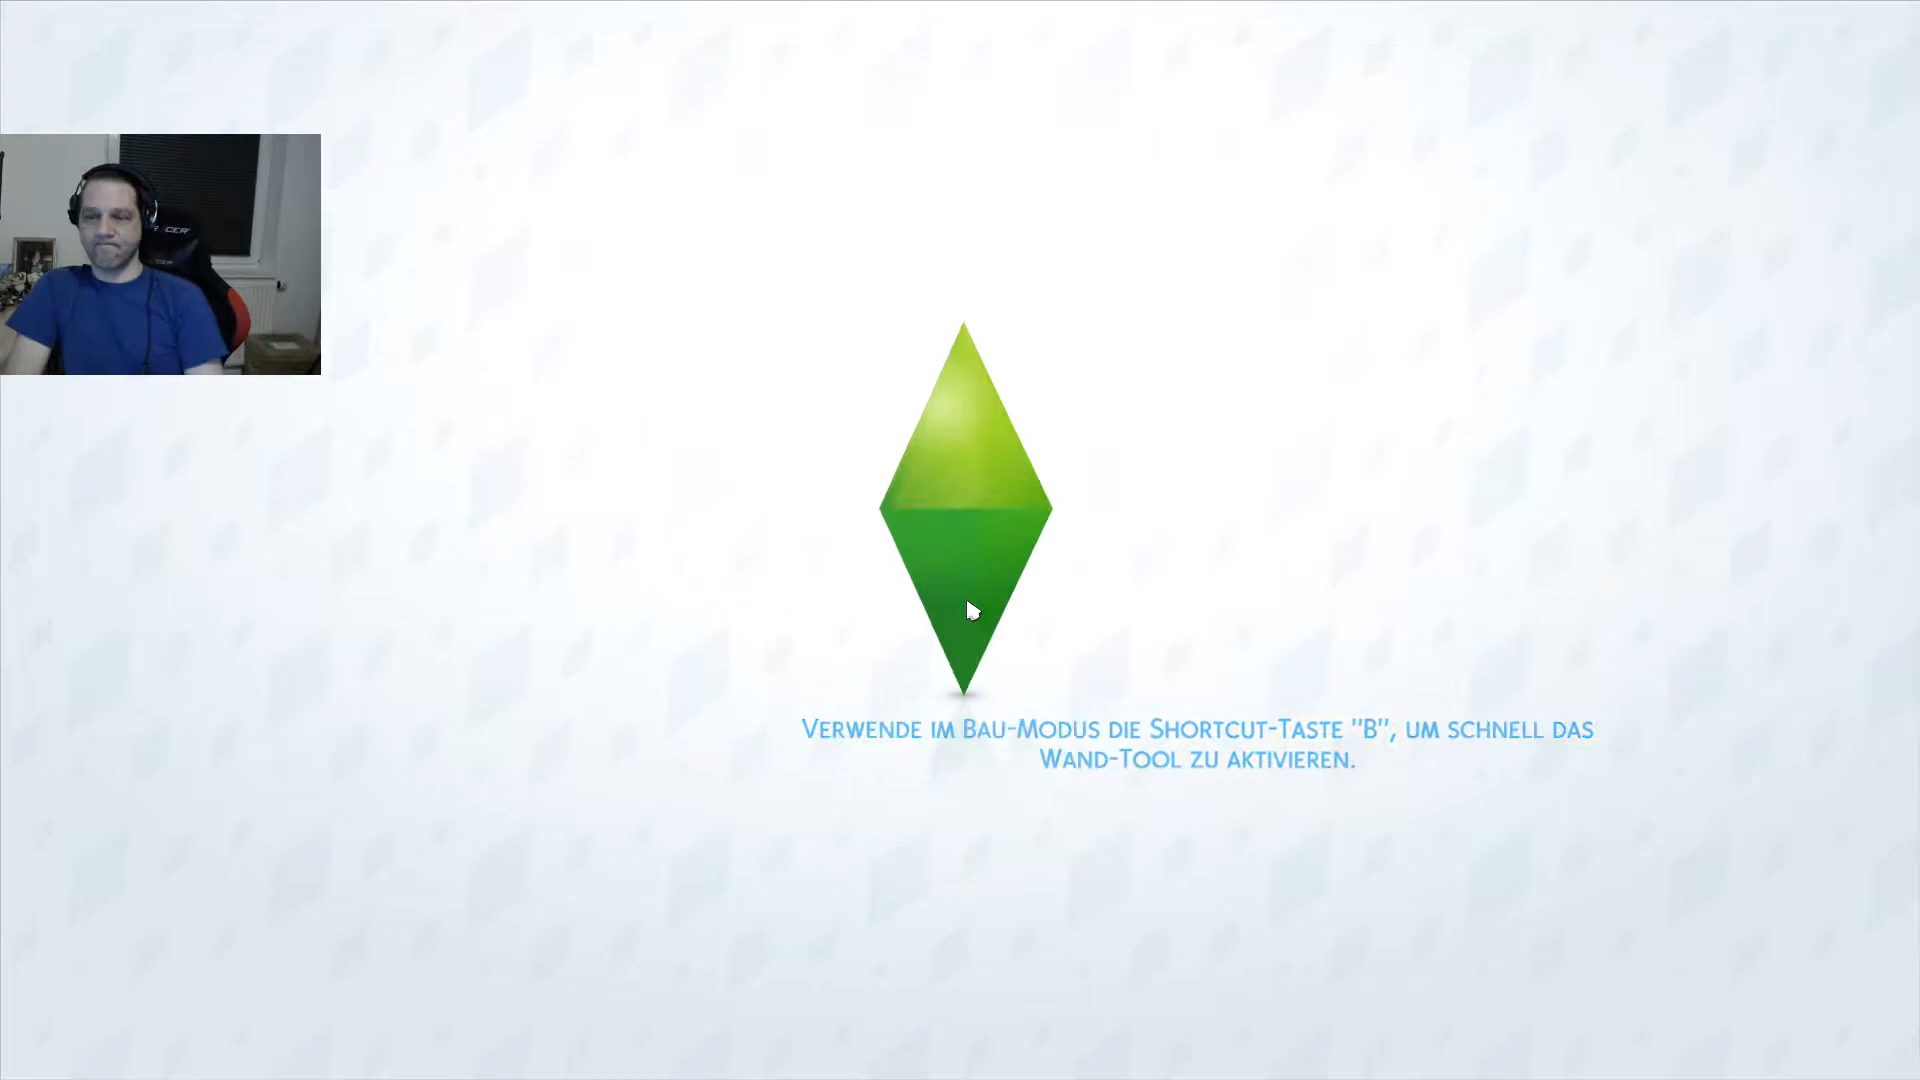 VERWENDE IM BAU-MODUS DIE SHORTCUT-TASTE "B", UM SCHNELL DAS
WAND-TOOL ZU AKTIVIEREN.